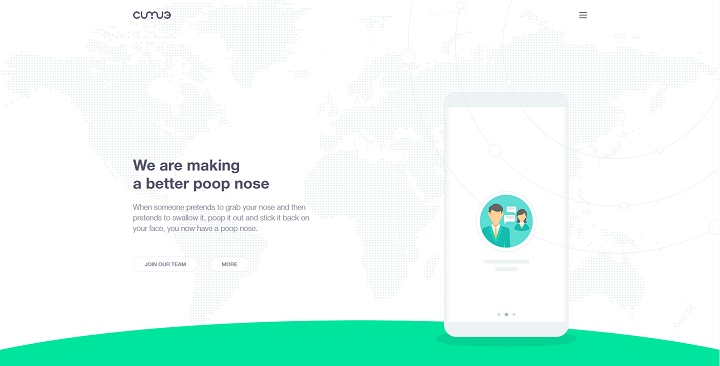 We are making
a better poop nose
When someone pretends to grab your nose and then
pretends to swallow it, poop it out and stick it back on
your face, you now have a poop nose.
JOIN OUR TEAM
MORE